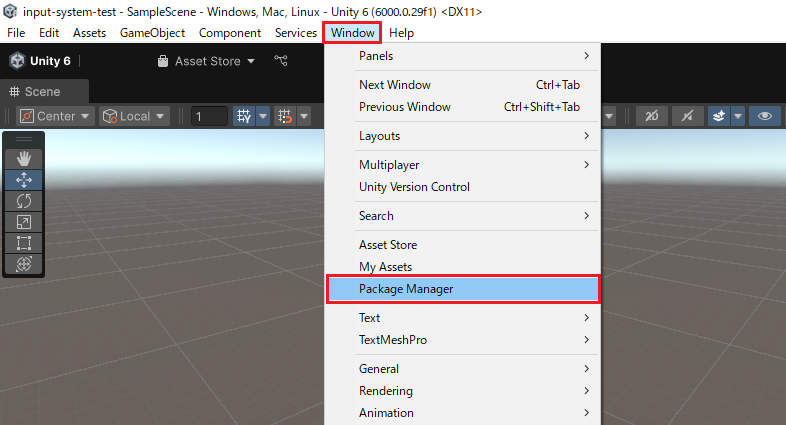 input-system-test - SampleScene - Windows, Mac, Linux - Unity 6 (6000.0.29f1) <DX11>
File Edit Assets GameObject Component Services Window Help
Unity 6 Asset Store
Scene
Center Local 1
2D
Panels
Next Window Ctrl+Tab
Previous Window Ctrl+Shift+Tab
Layouts
Multiplayer
Unity Version Control
Search
Asset Store
My Assets
Package Manager
Text
TextMeshPro
General
Rendering
Animation